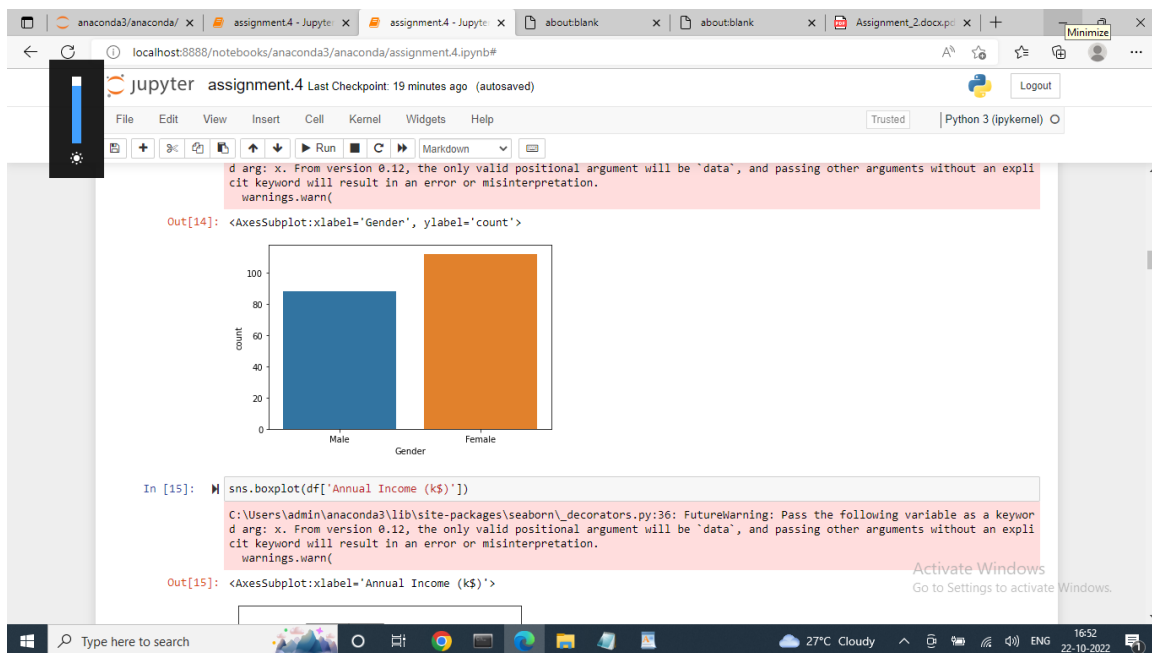 anaconda3/anaconda/
assignment.4 - Jupyte
assignment.4 - Jupyte
about:blank
about:blank
Assignment_2.docx.pd
Minimize
localhost:8888/notebooks/anaconda3/anaconda/assignment.4.ipynb#
jupyter assignment.4 Last Checkpoint: 19 minutes ago (autosaved)
Logout
File Edit View Insert Cell Kernel Widgets Help
Trusted
Python 3 (ipykernel)
Run
Markdown
d arg: x. From version 0.12, the only valid positional argument will be `data`, and passing other arguments without an expli
cit keyword will result in an error or misinterpretation.
warnings.warn(
Out[14]: <AxesSubplot:xlabel='Gender', ylabel='count'>
100
80
60
40
20
0
count
Male Female
Gender
In [15]: sns.boxplot(df['Annual Income (k$)'])
C:\Users\admin\anaconda3\lib\site-packages\seaborn\_decorators.py:36: FutureWarning: Pass the following variable as a keywor
d arg: x. From version 0.12, the only valid positional argument will be `data`, and passing other arguments without an expli
cit keyword will result in an error or misinterpretation.
warnings.warn(
Out[15]: <AxesSubplot:xlabel='Annual Income (k$)'>
Activate Windows
Go to Settings to activate Windows.
Type here to search
27°C Cloudy
ENG
16:52
22-10-2022